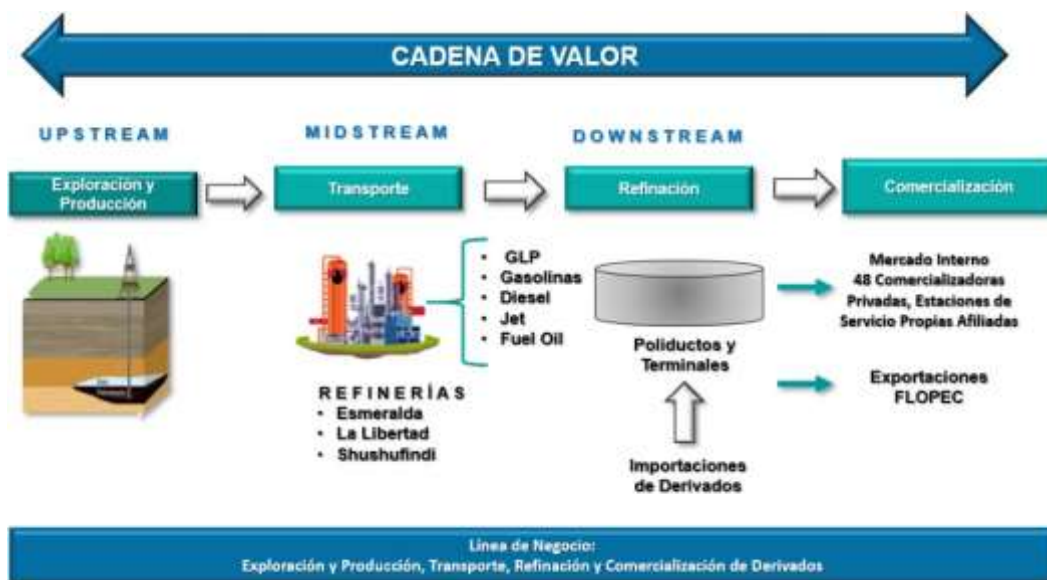 CADENA DE VALOR
UPSTREAM
MIDSTREAM
DOWNSTREAM
Exploración y
Producción
Transporte
Refinación
Comercialización
• GLP
• Gasolinas
• Diesel
• Jet
• Fuel Oil
REFINERÍAS
• Esmeralda
• La Libertad
• Shushufindi
Poliductos y
Terminales
Importaciones
de Derivados
Mercado Interno
48 Comercializadoras
Privadas, Estaciones de
Servicio Propias Afiliadas
Exportaciones
FLOPEC
Línea de Negocio:
Exploración y Producción, Transporte, Refinación y Comercialización de Derivados